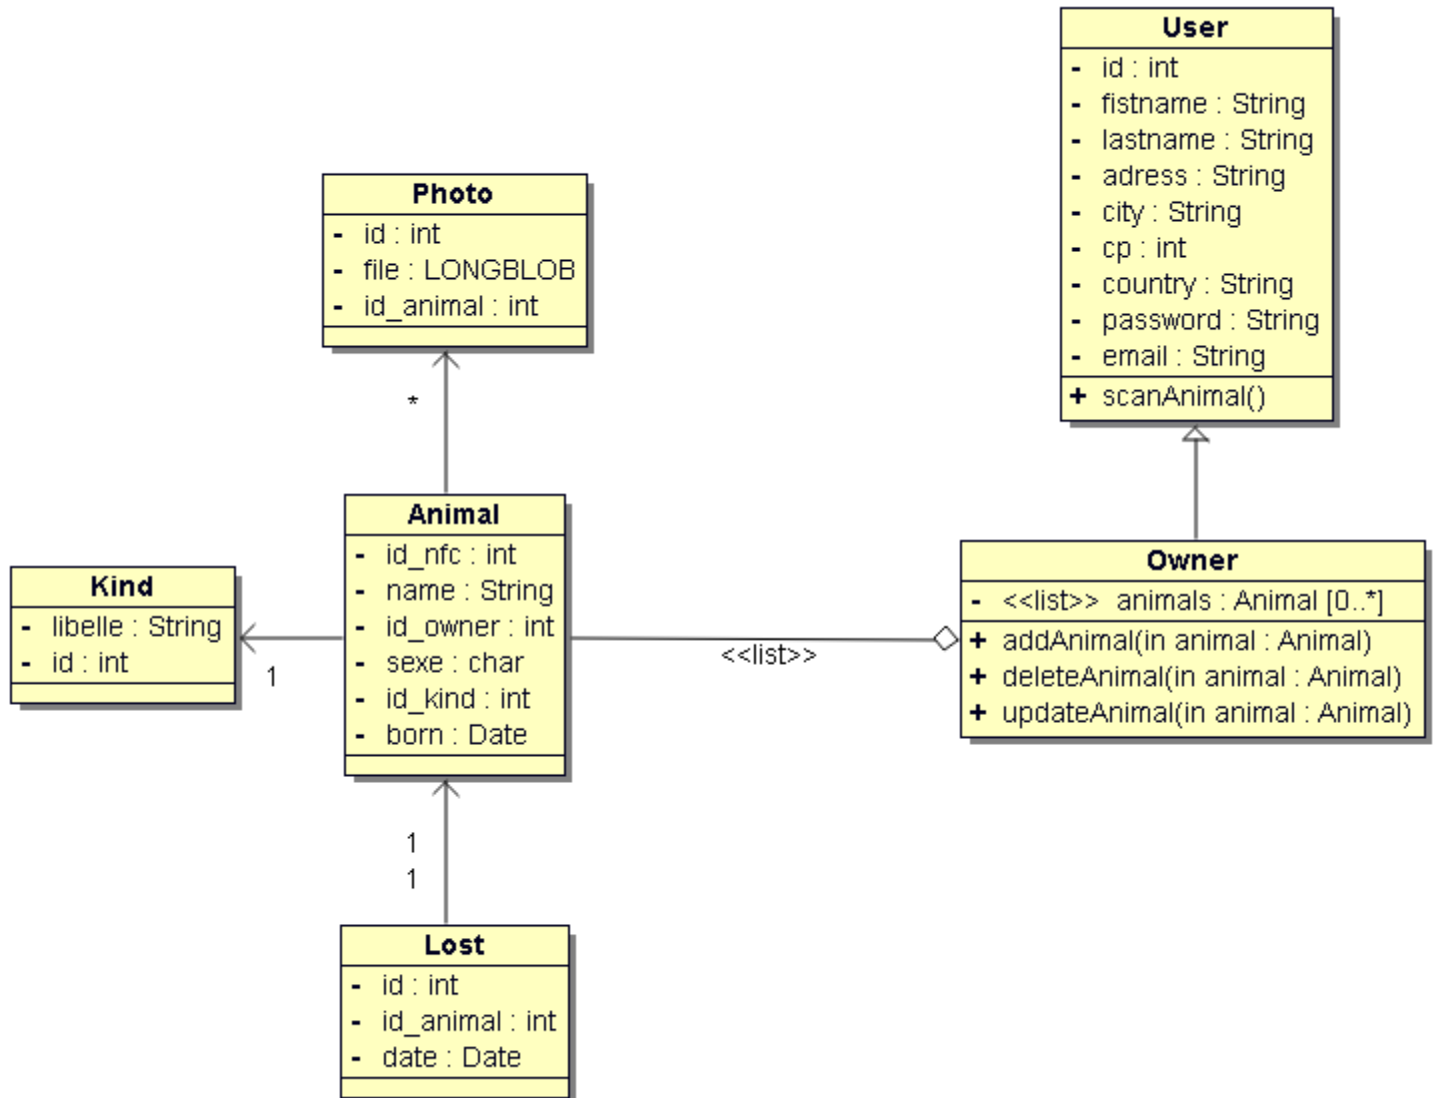 User
- id : int
- fistname : String
- lastname : String
- adress : String
- city : String
- cp : int
- country : String
- password : String
- email : String
+ scanAnimal()
Photo
- id : int
- file : LONGBLOB
- id_animal : int
*
Animal
- id_nfc : int
- name : String
- id_owner : int
- sexe : char
- id_kind : int
- born : Date
Kind
- libelle : String
- id : int
1
<<list>>
Owner
- <<list>> animals : Animal [0..*]
+ addAnimal(in animal : Animal)
+ deleteAnimal(in animal : Animal)
+ updateAnimal(in animal : Animal)
1
1
Lost
- id : int
- id_animal : int
- date : Date